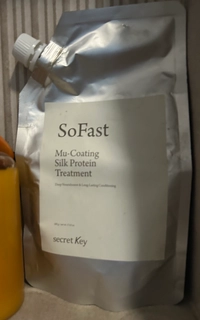 SoFast
Mu-Coating
Silk Protein
Treatment
secret Key